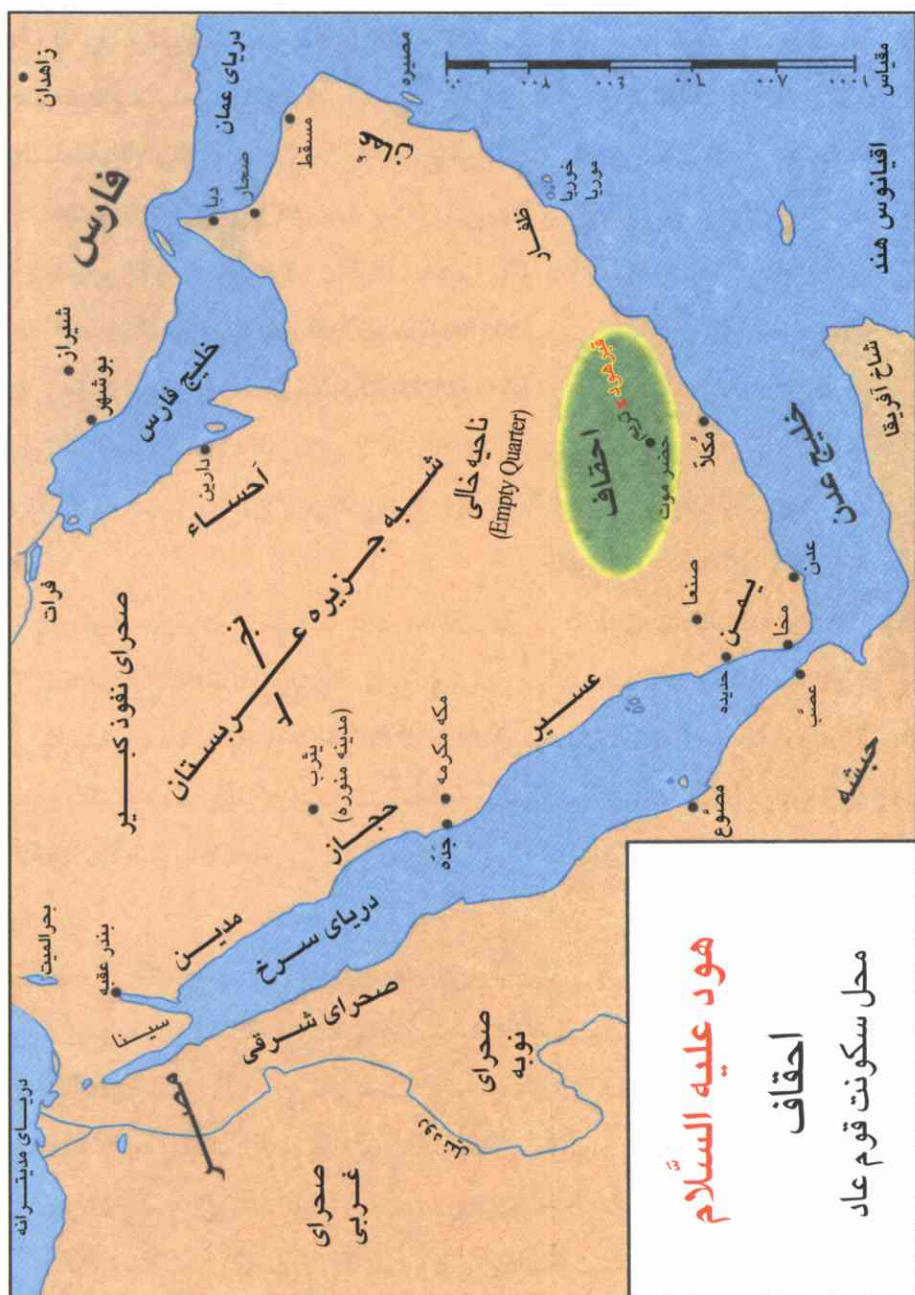 هود علیه السّلام
احقاف
محل سکونت قوم عاد
دریای مدیترانه
بحرالمیت
بندر عقبه
سینا
مصر
صحرای
غربی
صحرای شرقی
صحرای
نوبه
مدین
دریای سرخ
حجاز
یثرب
(مدینه منوره)
مکه مکرمه
جدّه
عسیر
صحرای نفوذ کبیر
شبه جزیره عربستان
نجد
فرات
أحساء
دارین
خلیج فارس
بوشهر
شیراز
فارس
زاهدان
دریای عمان
دبا
صحار
مسقط
مصیره
ناحیه خالی
(Empty Quarter)
احقاف
قبر هود
حضر موت
ظفار
خوریا
موریا
مُکلاّ
صنعا
یمن
حدیده
مخا
عدن
خلیج عدن
شاخ آفریقا
عصب
مصوّع
حبشه
اقیانوس هند
مقیاس